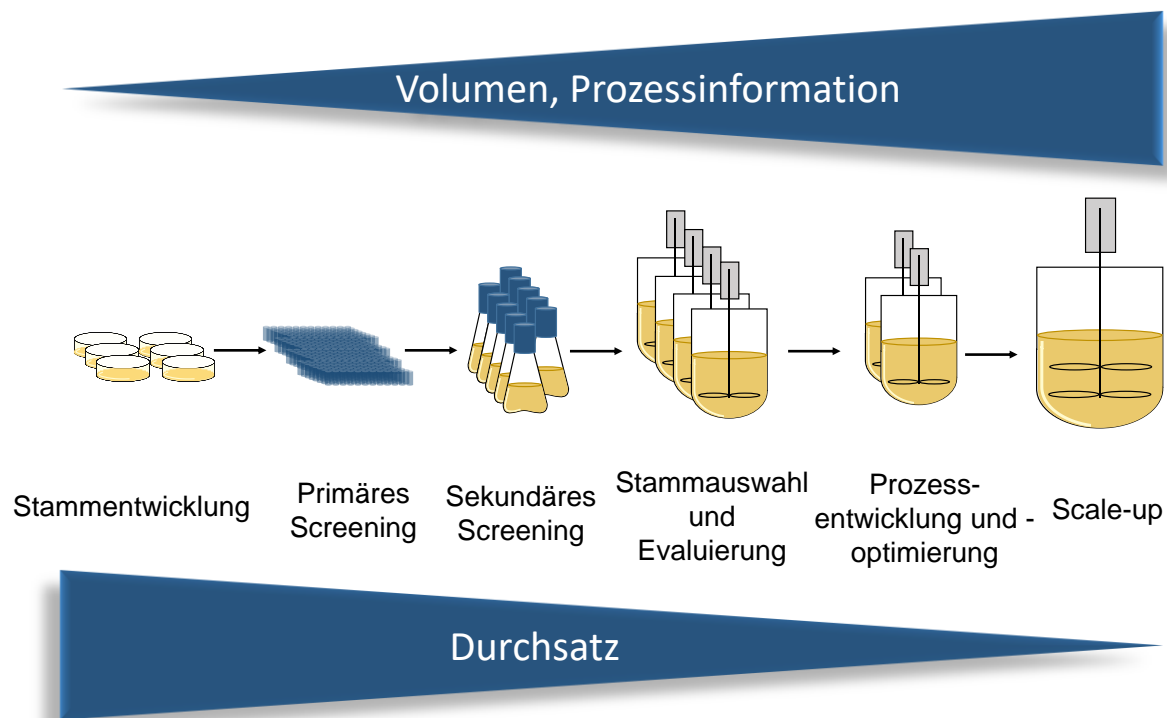 Volumen, Prozessinformation
Stammentwicklung
Primäres
Screening
Sekundäres
Screening
Stammauswahl
und
Evaluierung
Prozess-
entwicklung und -
optimierung
Scale-up
Durchsatz